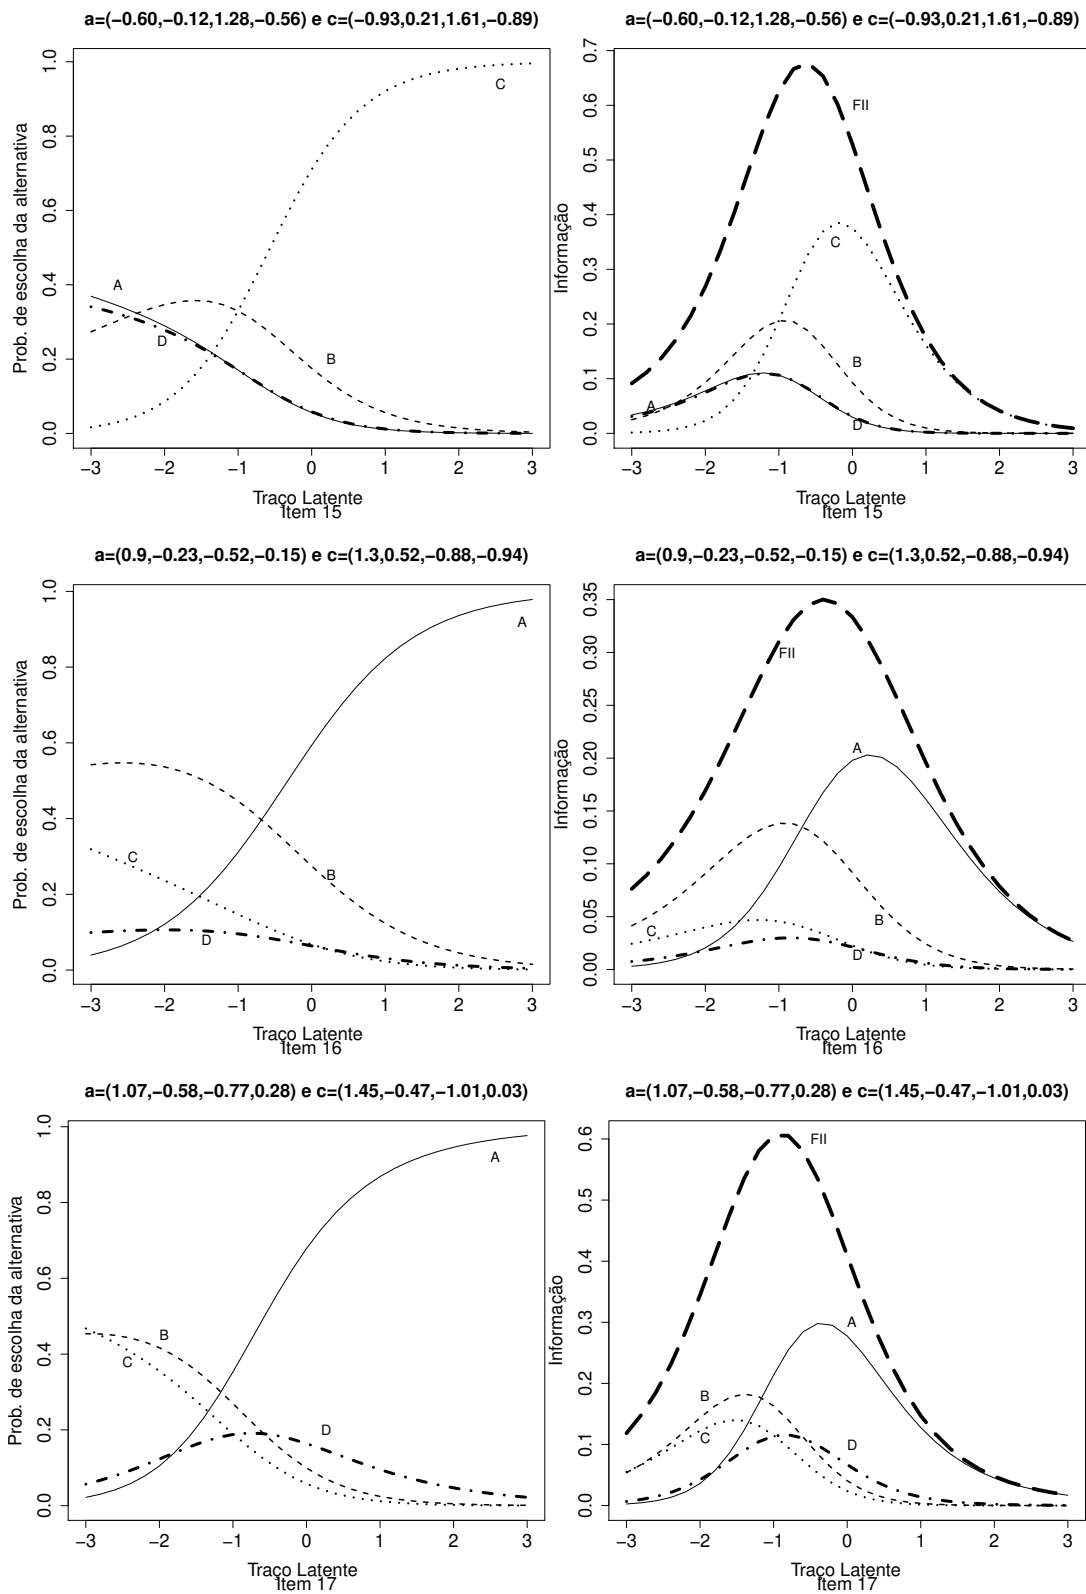 a=(−0.60,−0.12,1.28,−0.56) e c=(−0.93,0.21,1.61,−0.89)
Prob. de escolha da alternativa
0.0 0.2 0.4 0.6 0.8 1.0
A
B
C
D
−3 −2 −1 0 1 2 3
Traço Latente
Item 15
a=(−0.60,−0.12,1.28,−0.56) e c=(−0.93,0.21,1.61,−0.89)
Informação
0.0 0.1 0.2 0.3 0.4 0.5 0.6 0.7
FII
C
B
A
D
−3 −2 −1 0 1 2 3
Traço Latente
Item 15
a=(0.9,−0.23,−0.52,−0.15) e c=(1.3,0.52,−0.88,−0.94)
Prob. de escolha da alternativa
0.0 0.2 0.4 0.6 0.8 1.0
A
B
C
D
−3 −2 −1 0 1 2 3
Traço Latente
Item 16
a=(0.9,−0.23,−0.52,−0.15) e c=(1.3,0.52,−0.88,−0.94)
Informação
0.00 0.05 0.10 0.15 0.20 0.25 0.30 0.35
FII
A
B
C
D
−3 −2 −1 0 1 2 3
Traço Latente
Item 16
a=(1.07,−0.58,−0.77,0.28) e c=(1.45,−0.47,−1.01,0.03)
Prob. de escolha da alternativa
0.0 0.2 0.4 0.6 0.8 1.0
A
B
C
D
−3 −2 −1 0 1 2 3
Traço Latente
Item 17
a=(1.07,−0.58,−0.77,0.28) e c=(1.45,−0.47,−1.01,0.03)
Informação
0.0 0.1 0.2 0.3 0.4 0.5 0.6
FII
A
B
C
D
−3 −2 −1 0 1 2 3
Traço Latente
Item 17